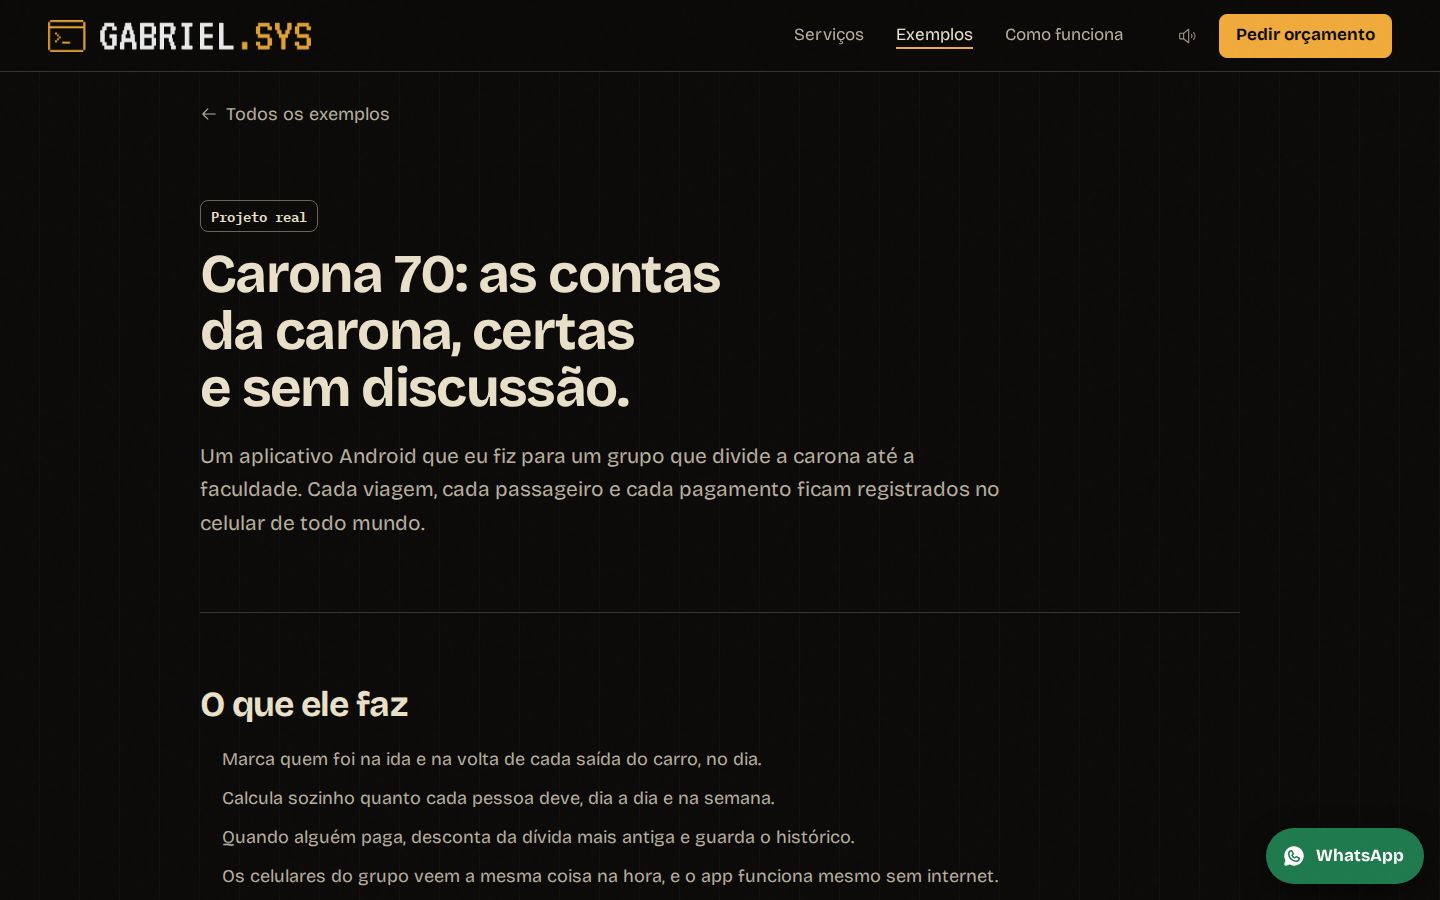 GABRIEL.SYS
Serviços
Exemplos
Como funciona
Pedir orçamento
← Todos os exemplos
Projeto real
Carona 70: as contas
da carona, certas
e sem discussão.
Um aplicativo Android que eu fiz para um grupo que divide a carona até a
faculdade. Cada viagem, cada passageiro e cada pagamento ficam registrados no
celular de todo mundo.
O que ele faz
Marca quem foi na ida e na volta de cada saída do carro, no dia.
Calcula sozinho quanto cada pessoa deve, dia a dia e na semana.
Quando alguém paga, desconta da dívida mais antiga e guarda o histórico.
Os celulares do grupo veem a mesma coisa na hora, e o app funciona mesmo sem internet.
WhatsApp